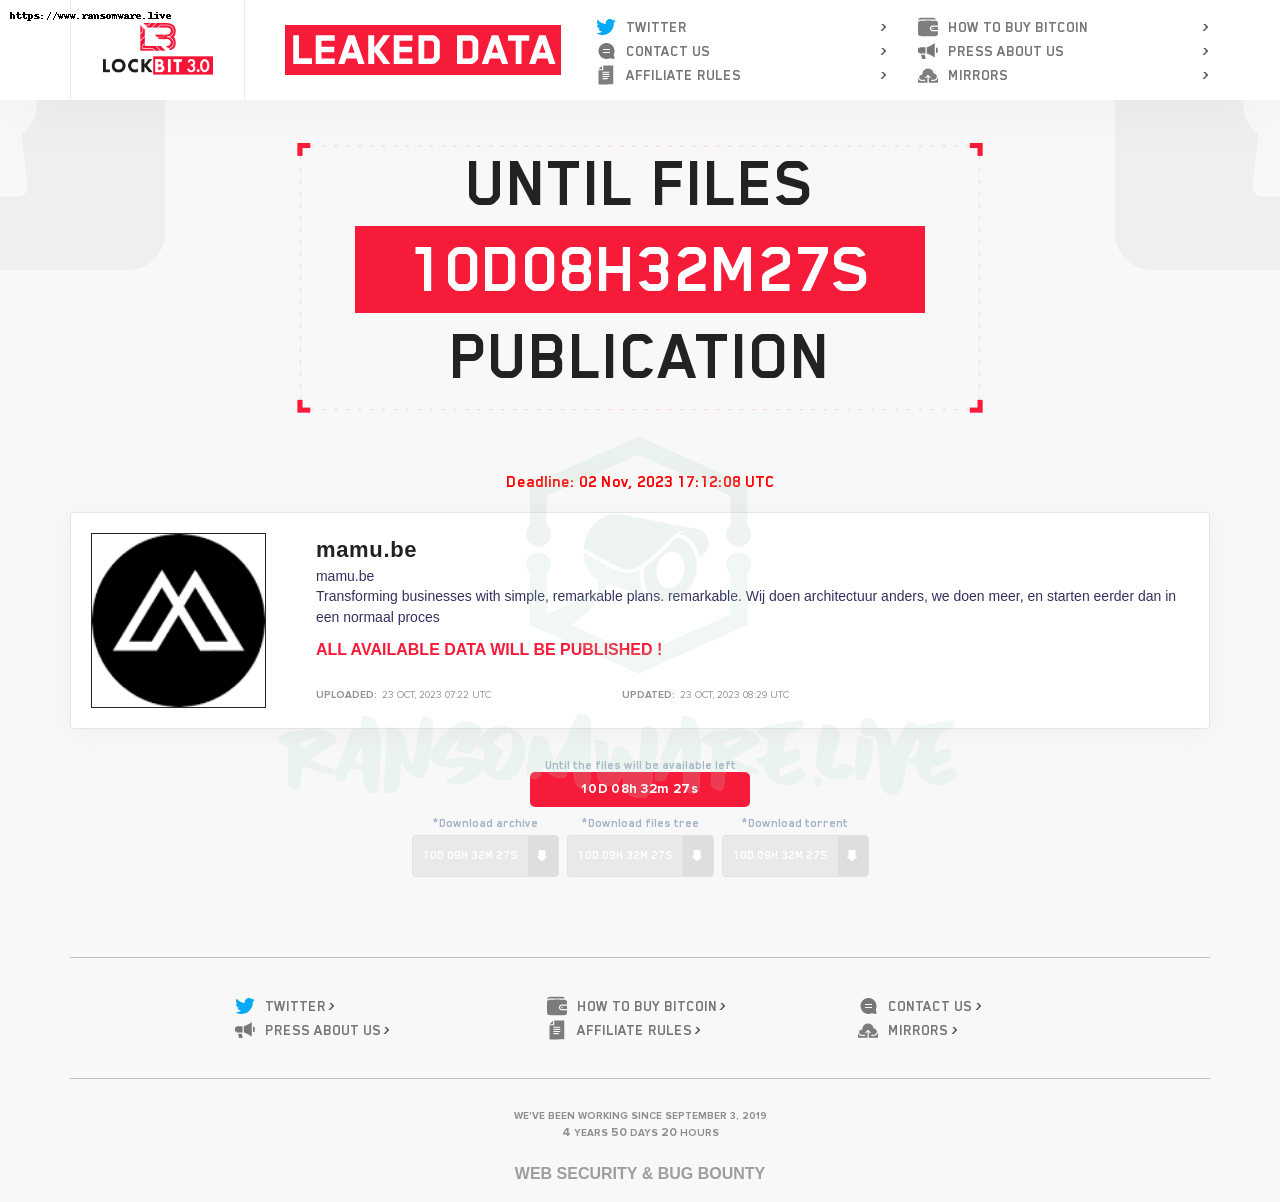 https://www.ransomware.live
LOCKBIT 3.0
LEAKED DATA
TWITTER >
CONTACT US >
AFFILIATE RULES >
HOW TO BUY BITCOIN >
PRESS ABOUT US >
MIRRORS >
UNTIL FILES
10D08H32M27S
PUBLICATION
Deadline: 02 Nov, 2023 17:12:08 UTC
mamu.be
mamu.be
Transforming businesses with simple, remarkable plans. remarkable. Wij doen architectuur anders, we doen meer, en starten eerder dan in
een normaal proces
ALL AVAILABLE DATA WILL BE PUBLISHED !
UPLOADED: 23 OCT, 2023 07:22 UTC
UPDATED: 23 OCT, 2023 08:29 UTC
RANSOMWARE.LIVE
Until the files will be available left
10D 08h 32m 27s
*Download archive
*Download files tree
*Download torrent
10D 09H 32M 27S
10D 09H 32M 27S
10D 09H 32M 27S
TWITTER >
HOW TO BUY BITCOIN >
CONTACT US >
PRESS ABOUT US >
AFFILIATE RULES >
MIRRORS >
WE'VE BEEN WORKING SINCE SEPTEMBER 3, 2019
4 YEARS 50 DAYS 20 HOURS
WEB SECURITY & BUG BOUNTY